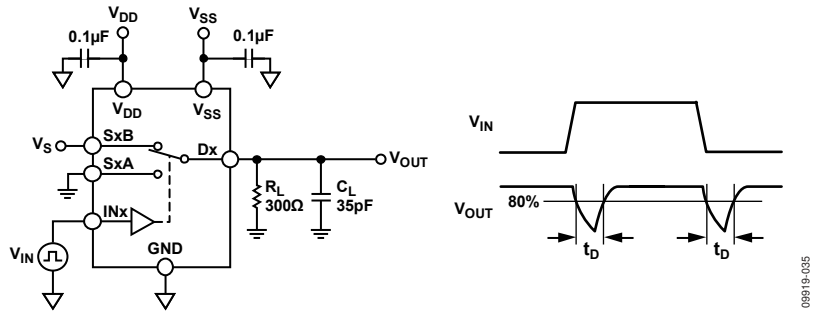 VDD
VSS
0.1µF
0.1µF
VDD
VSS
VS
SxB
Dx
VOUT
SxA
RL
300Ω
CL
35pF
INx
VIN
GND
VIN
VOUT
80%
tD
tD
09919-035